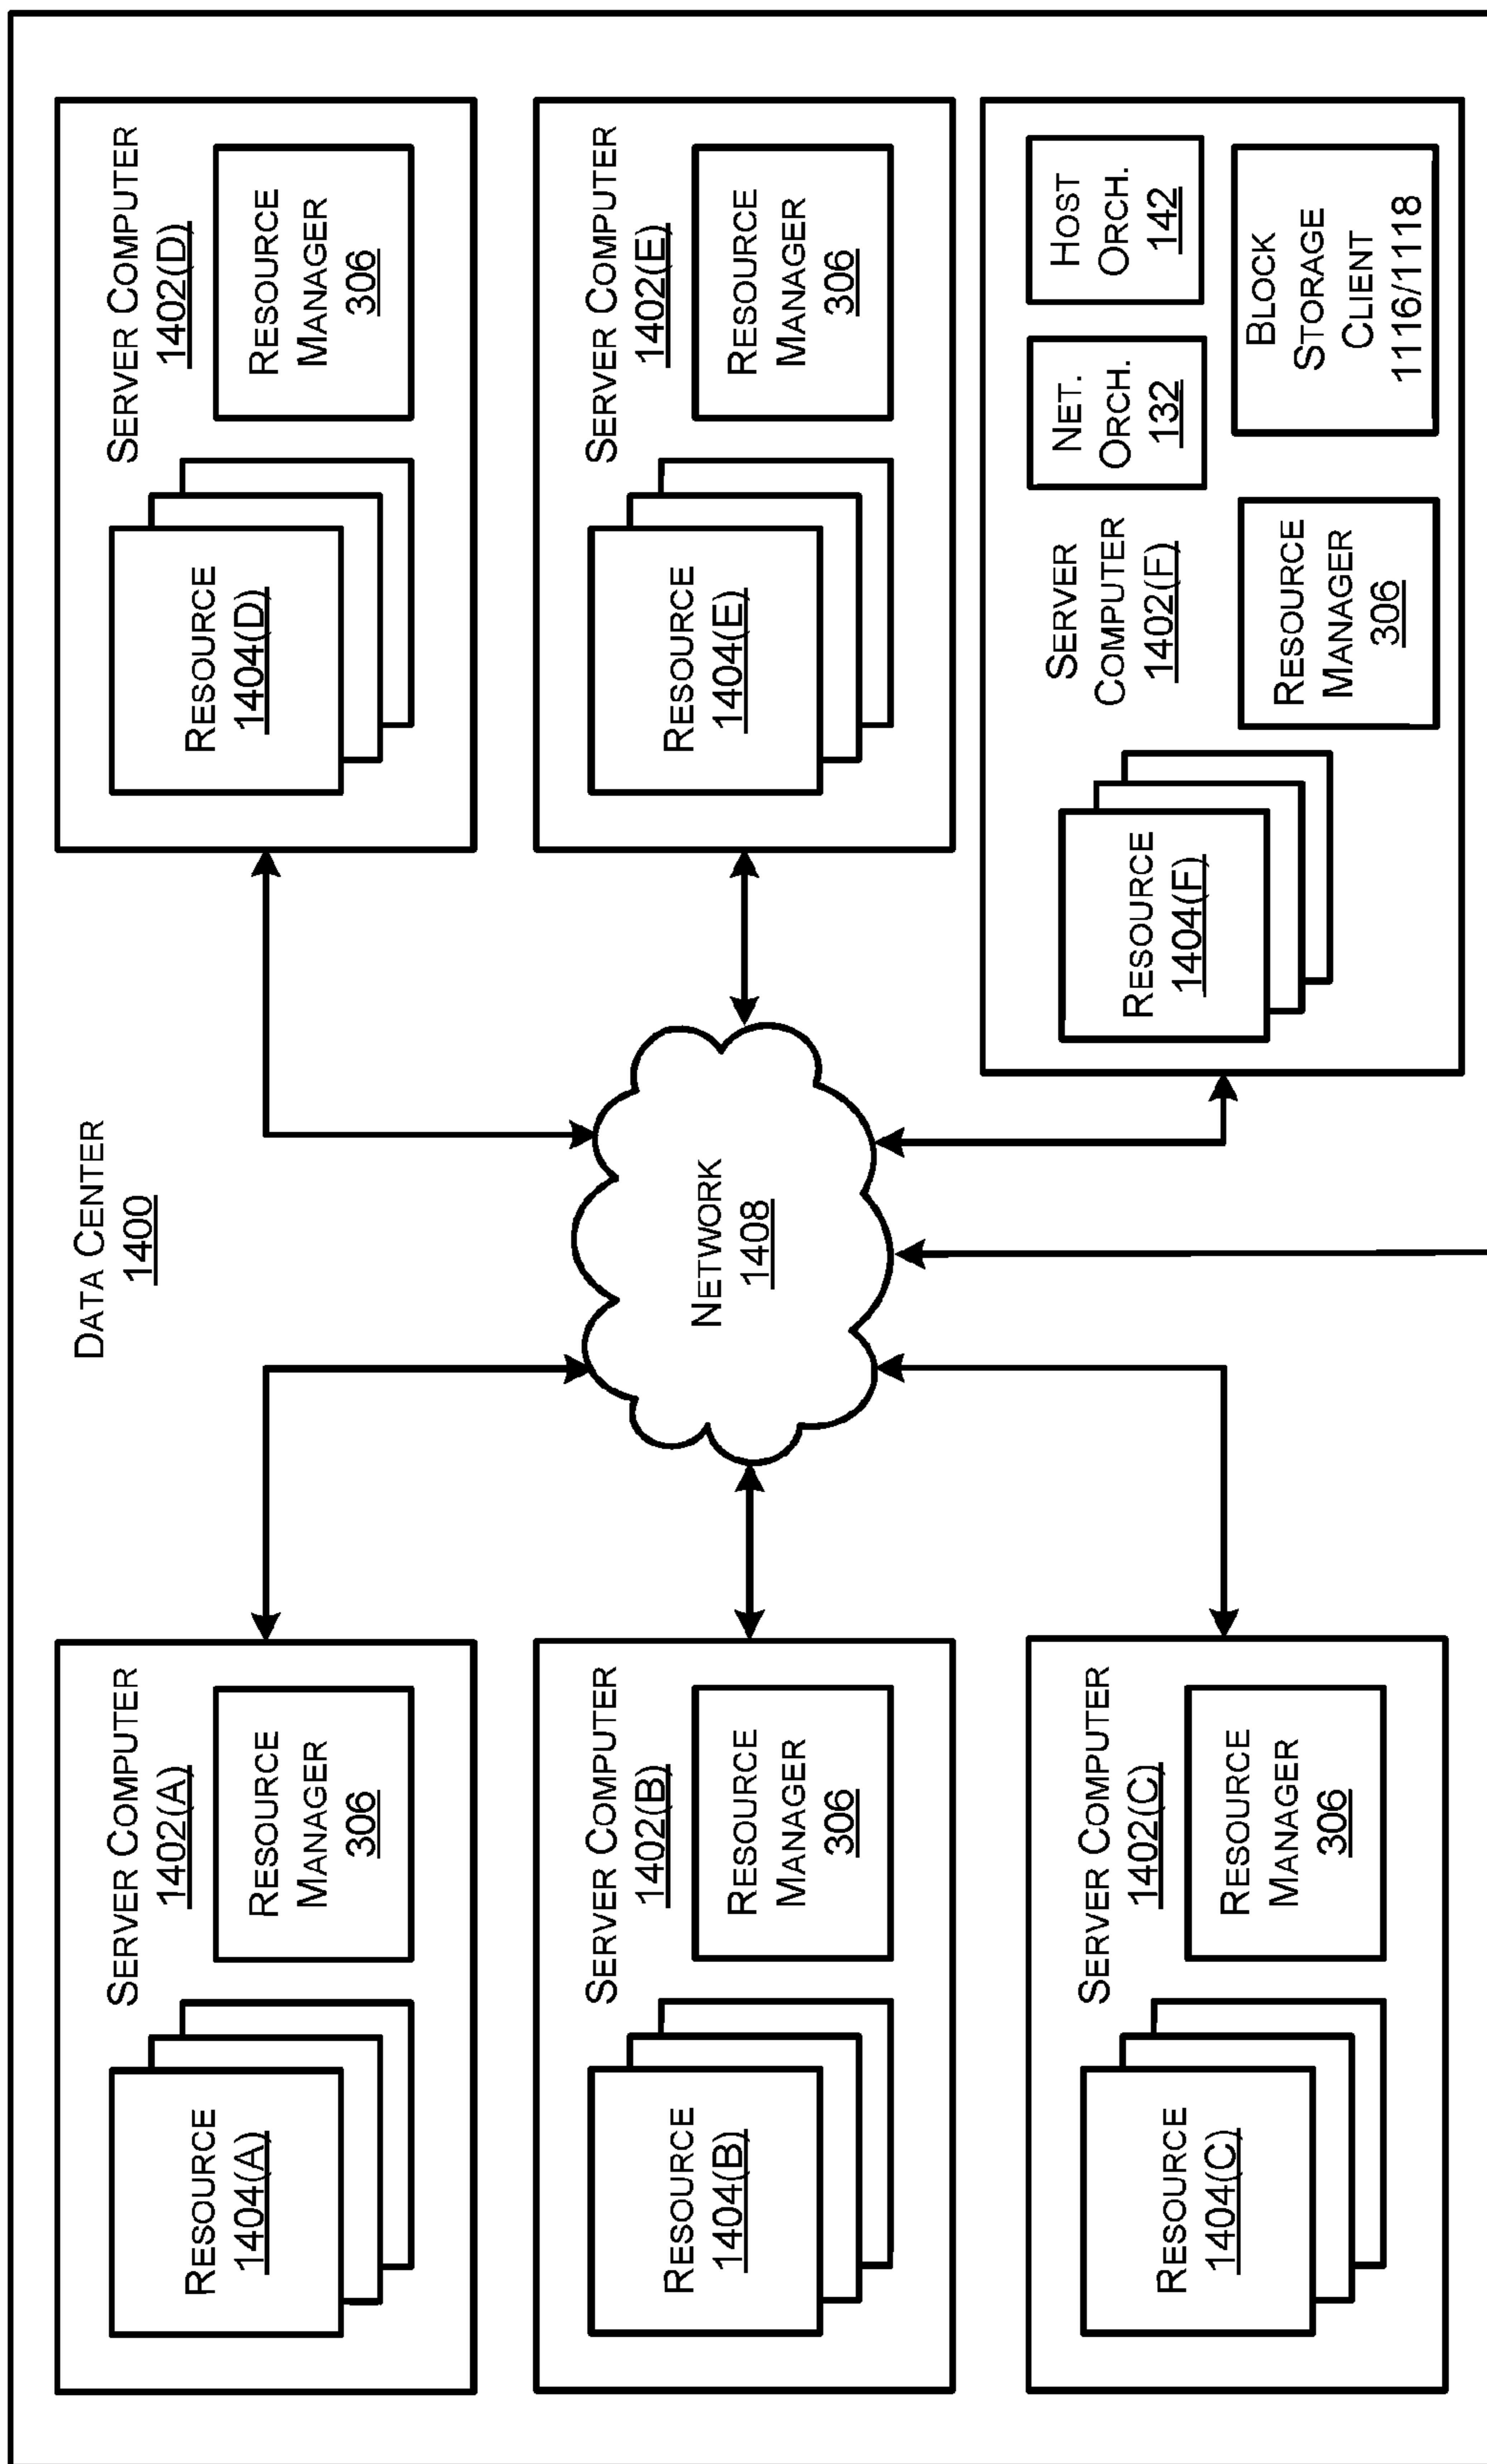 DATA CENTER
1400
SERVER COMPUTER
1402(A)
RESOURCE
1404(A)
RESOURCE
MANAGER
306
SERVER COMPUTER
1402(B)
RESOURCE
1404(B)
RESOURCE
MANAGER
306
SERVER COMPUTER
1402(C)
RESOURCE
1404(C)
RESOURCE
MANAGER
306
NETWORK
1408
SERVER COMPUTER
1402(D)
RESOURCE
1404(D)
RESOURCE
MANAGER
306
SERVER COMPUTER
1402(E)
RESOURCE
1404(E)
RESOURCE
MANAGER
306
SERVER
COMPUTER
1402(F)
RESOURCE
1404(F)
RESOURCE
MANAGER
306
NET.
ORCH.
132
HOST
ORCH.
142
BLOCK
STORAGE
CLIENT
1116/1118